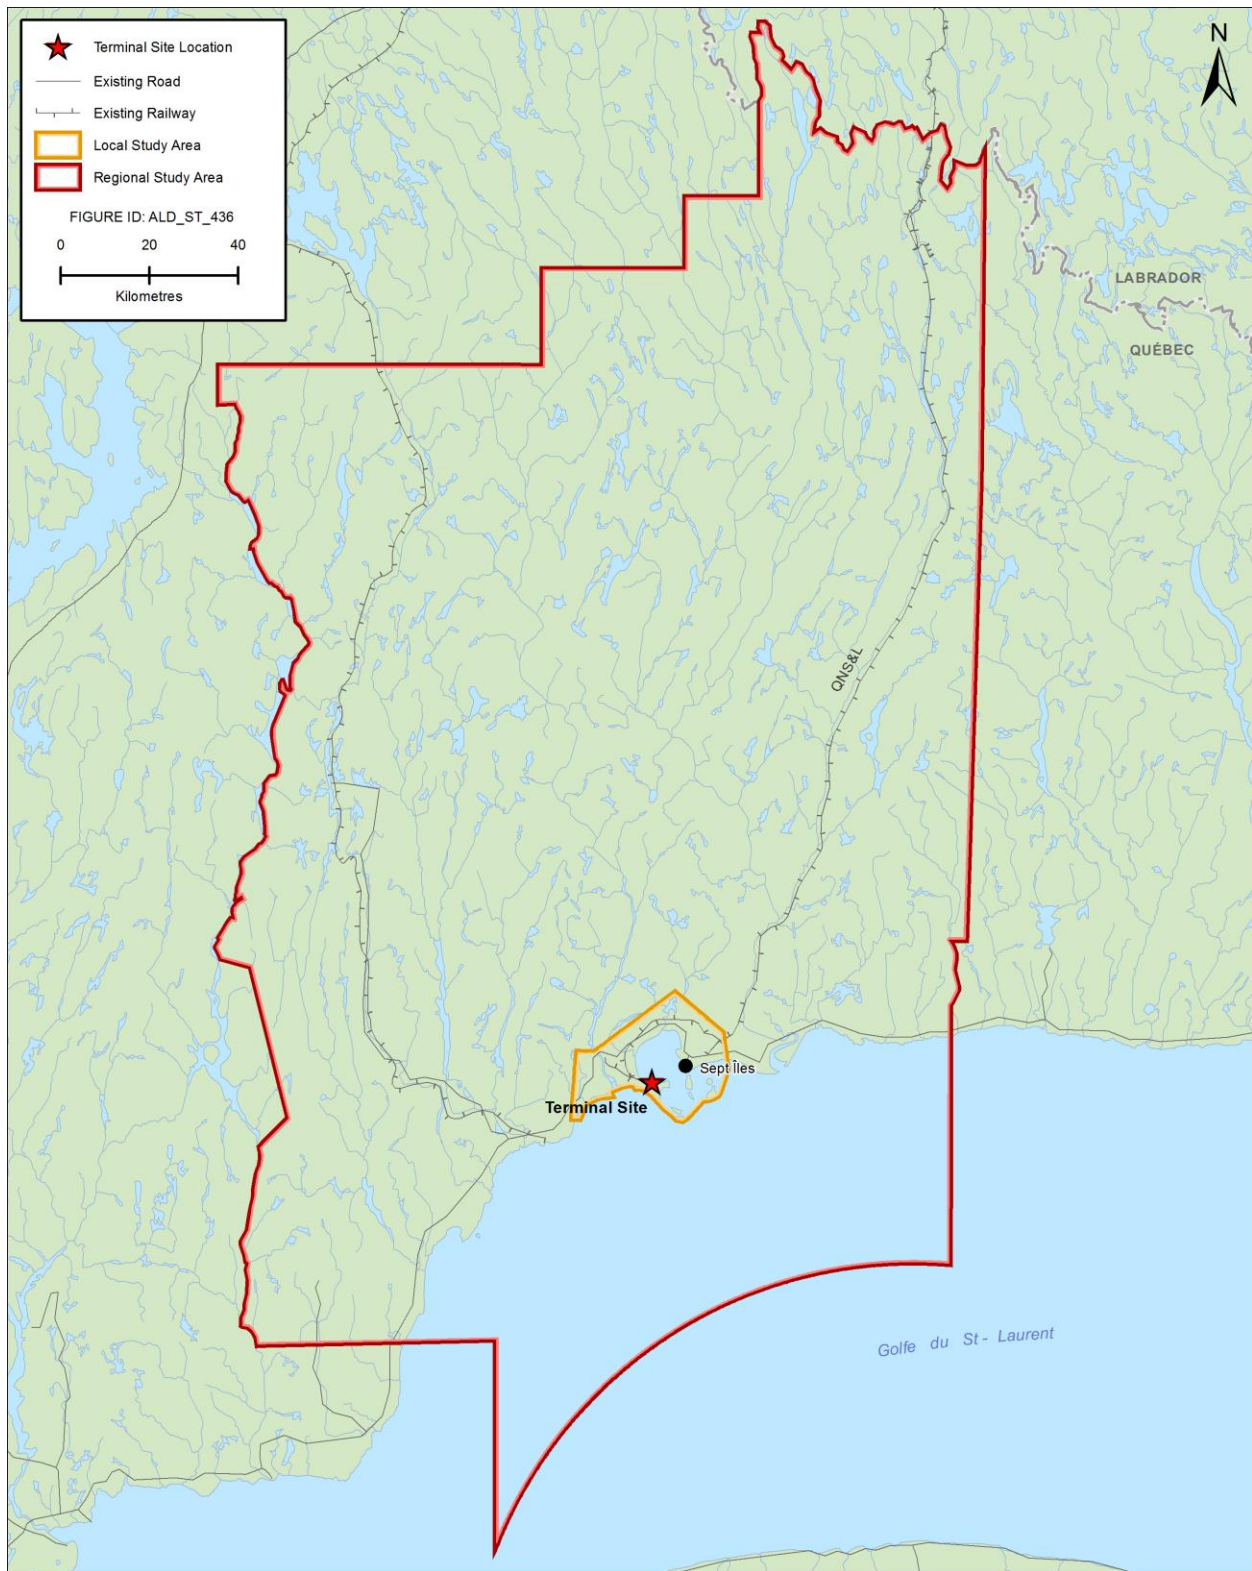 Terminal Site Location
Existing Road
Existing Railway
Local Study Area
Regional Study Area
FIGURE ID: ALD_ST_436
0 20 40
Kilometres
N
LABRADOR
QUÉBEC
QNS&L
Sept Îles
Terminal Site
Golfe du St - Laurent